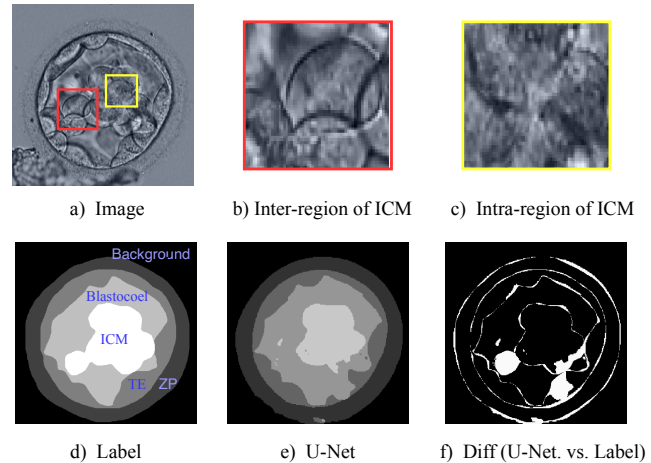 a) Image
b) Inter-region of ICM
c) Intra-region of ICM
Background
Blastocoel
ICM
TE
ZP
d) Label
e) U-Net
f) Diff (U-Net. vs. Label)